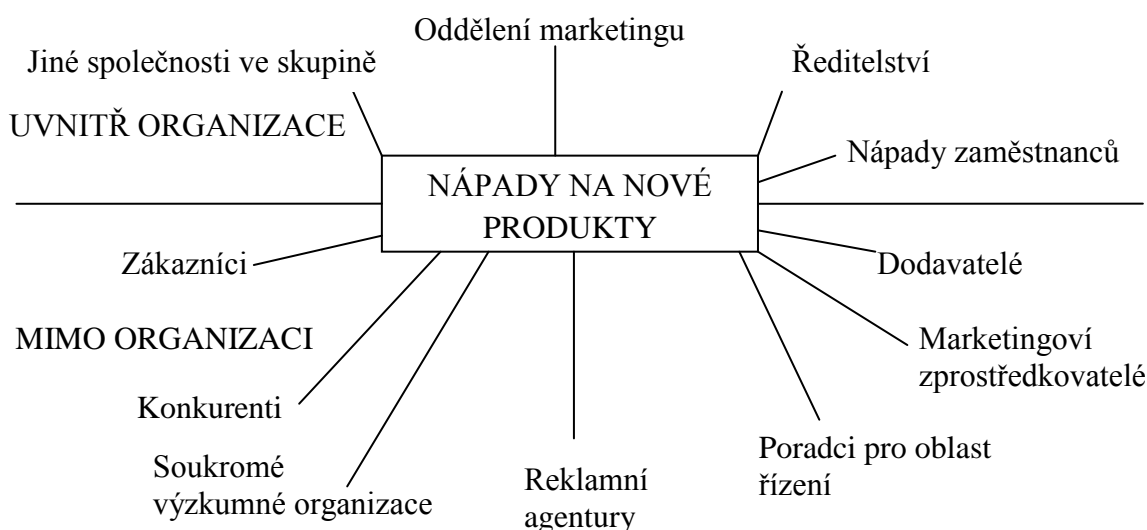 Oddělení marketingu
Jiné společnosti ve skupině
Ředitelství
UVNITŘ ORGANIZACE
Nápady zaměstnanců
NÁPADY NA NOVÉ
PRODUKTY
Zákazníci
Dodavatelé
MIMO ORGANIZACI
Marketingoví
zprostředkovatelé
Konkurenti
Poradci pro oblast
řízení
Soukromé
výzkumné organizace
Reklamní
agentury